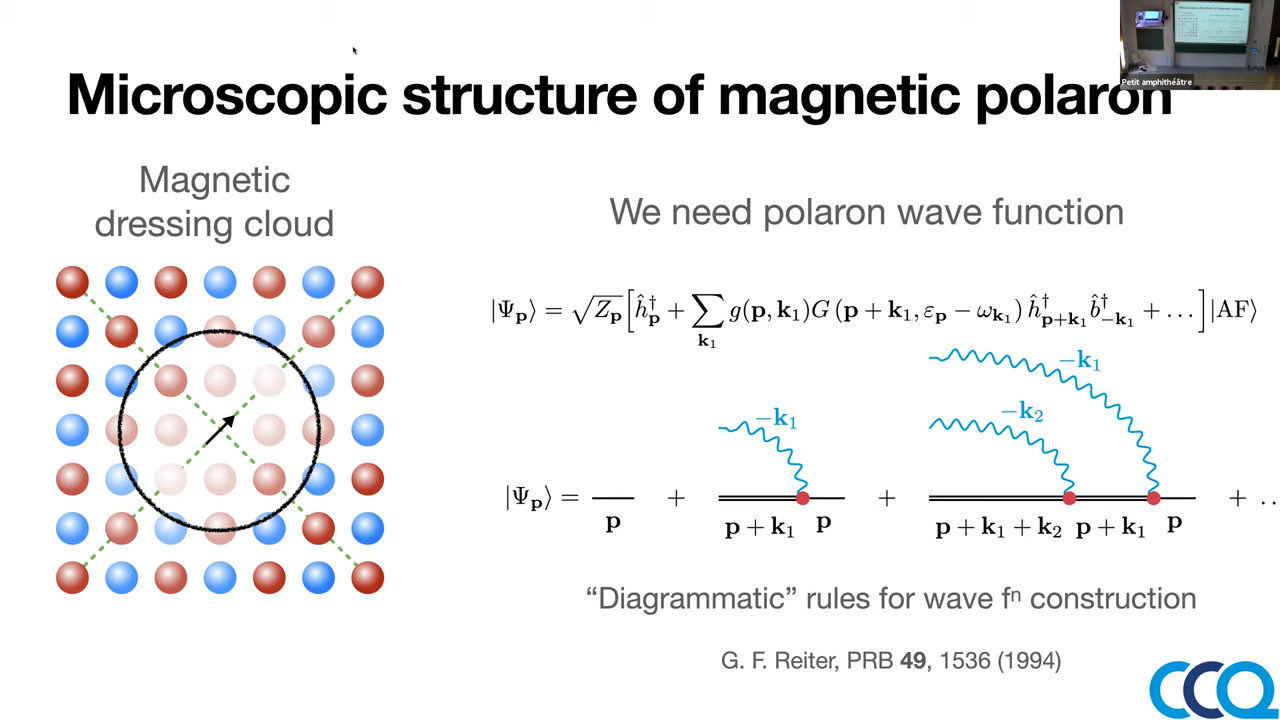 Microscopic structure of magnetic polaron
Petit amphithéâtre
Magnetic
dressing cloud
We need polaron wave function
|Ψ_p⟩ = √Z_p [ĥ†_p + ∑_{k₁} g(p, k₁)G (p + k₁, ε_p − ω_{k₁}) ĥ†_{p+k₁} b̂†_{−k₁} + …] |AF⟩
−k₁
−k₁
−k₂
|Ψ_p⟩ = + + + ..
p p + k₁ p p + k₁ + k₂ p + k₁ p
“Diagrammatic” rules for wave fⁿ construction
G. F. Reiter, PRB 49, 1536 (1994)
CCQ